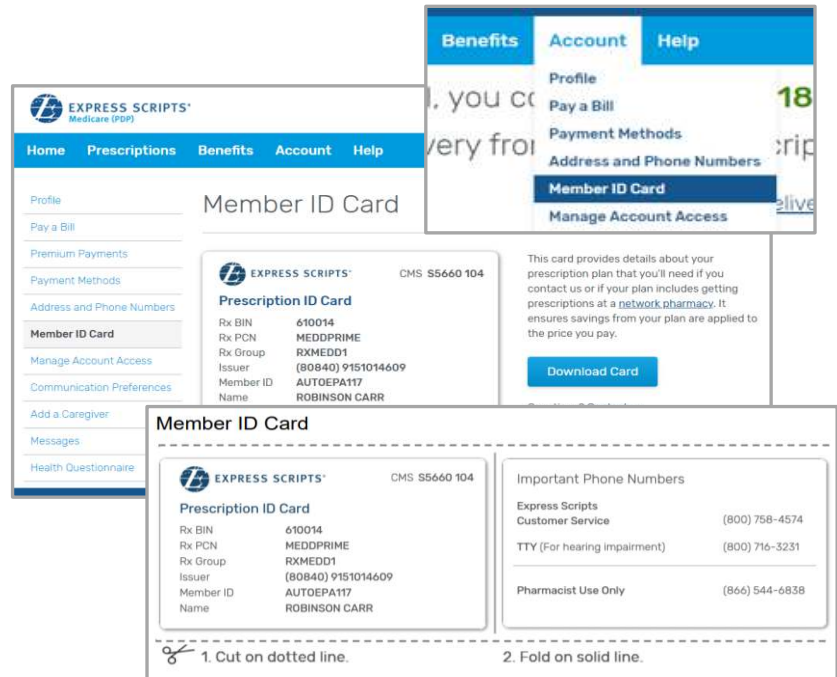 Benefits Account Help
Profile
Pay a Bill
Payment Methods
Address and Phone Numbers
Member ID Card
Manage Account Access
, you
18
very
EXPRESS SCRIPTS®
Medicare (PDP)
Home Prescriptions Benefits Account Help
Profile
Pay a Bill
Premium Payments
Payment Methods
Address and Phone Numbers
Member ID Card
Manage Account Access
Communication Preferences
Add a Caregiver
Messages
Health Questionnaire
Member ID Card
EXPRESS SCRIPTS® CMS S5660 104
Prescription ID Card
Rx BIN 610014
Rx PCN MEDDPRIME
Rx Group RXMEDD1
Issuer (80840) 9151014609
Member ID AUTOEPA117
Name ROBINSON CARR
This card provides details about your
prescription plan that you'll need if you
contact us or if your plan includes getting
prescriptions at a network pharmacy. It
ensures savings from your plan are applied to
the price you pay.
Download Card
Member ID Card
EXPRESS SCRIPTS® CMS S5660 104
Prescription ID Card
Rx BIN 610014
Rx PCN MEDDPRIME
Rx Group RXMEDD1
Issuer (80840) 9151014609
Member ID AUTOEPA117
Name ROBINSON CARR
Important Phone Numbers
Express Scripts
Customer Service (800) 758-4574
TTY (For hearing impairment) (800) 716-3231
Pharmacist Use Only (866) 544-6838
1. Cut on dotted line. 2. Fold on solid line.